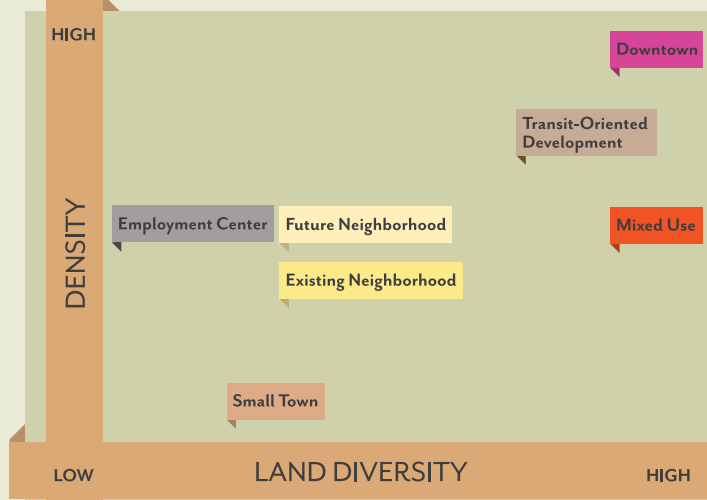 HIGH
Downtown
Transit-Oriented
Development
DENSITY
Employment Center
Future Neighborhood
Mixed Use
Existing Neighborhood
Small Town
LOW
LAND DIVERSITY
HIGH